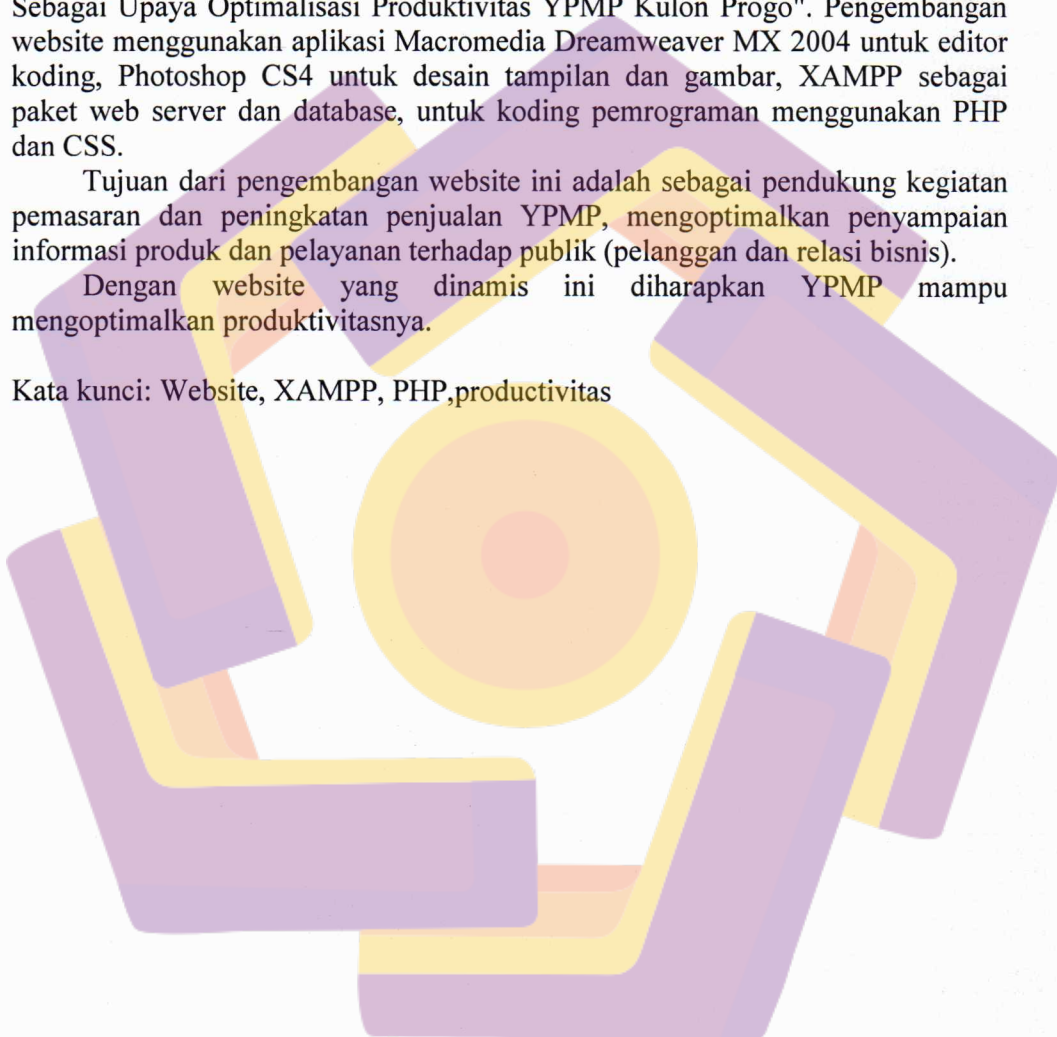 Sebagai Upaya Optimalisasi Produktivitas YPMP Kulon Progo". Pengembangan
website menggunakan aplikasi Macromedia Dreamweaver MX 2004 untuk editor
koding, Photoshop CS4 untuk desain tampilan dan gambar, XAMPP sebagai
paket web server dan database, untuk koding pemrograman menggunakan PHP
dan CSS.
Tujuan dari pengembangan website ini adalah sebagai pendukung kegiatan
pemasaran dan peningkatan penjualan YPMP, mengoptimalkan penyampaian
informasi produk dan pelayanan terhadap publik (pelanggan dan relasi bisnis).
Dengan website yang dinamis ini diharapkan YPMP mampu
mengoptimalkan produktivitasnya.
Kata kunci: Website, XAMPP, PHP,productivitas